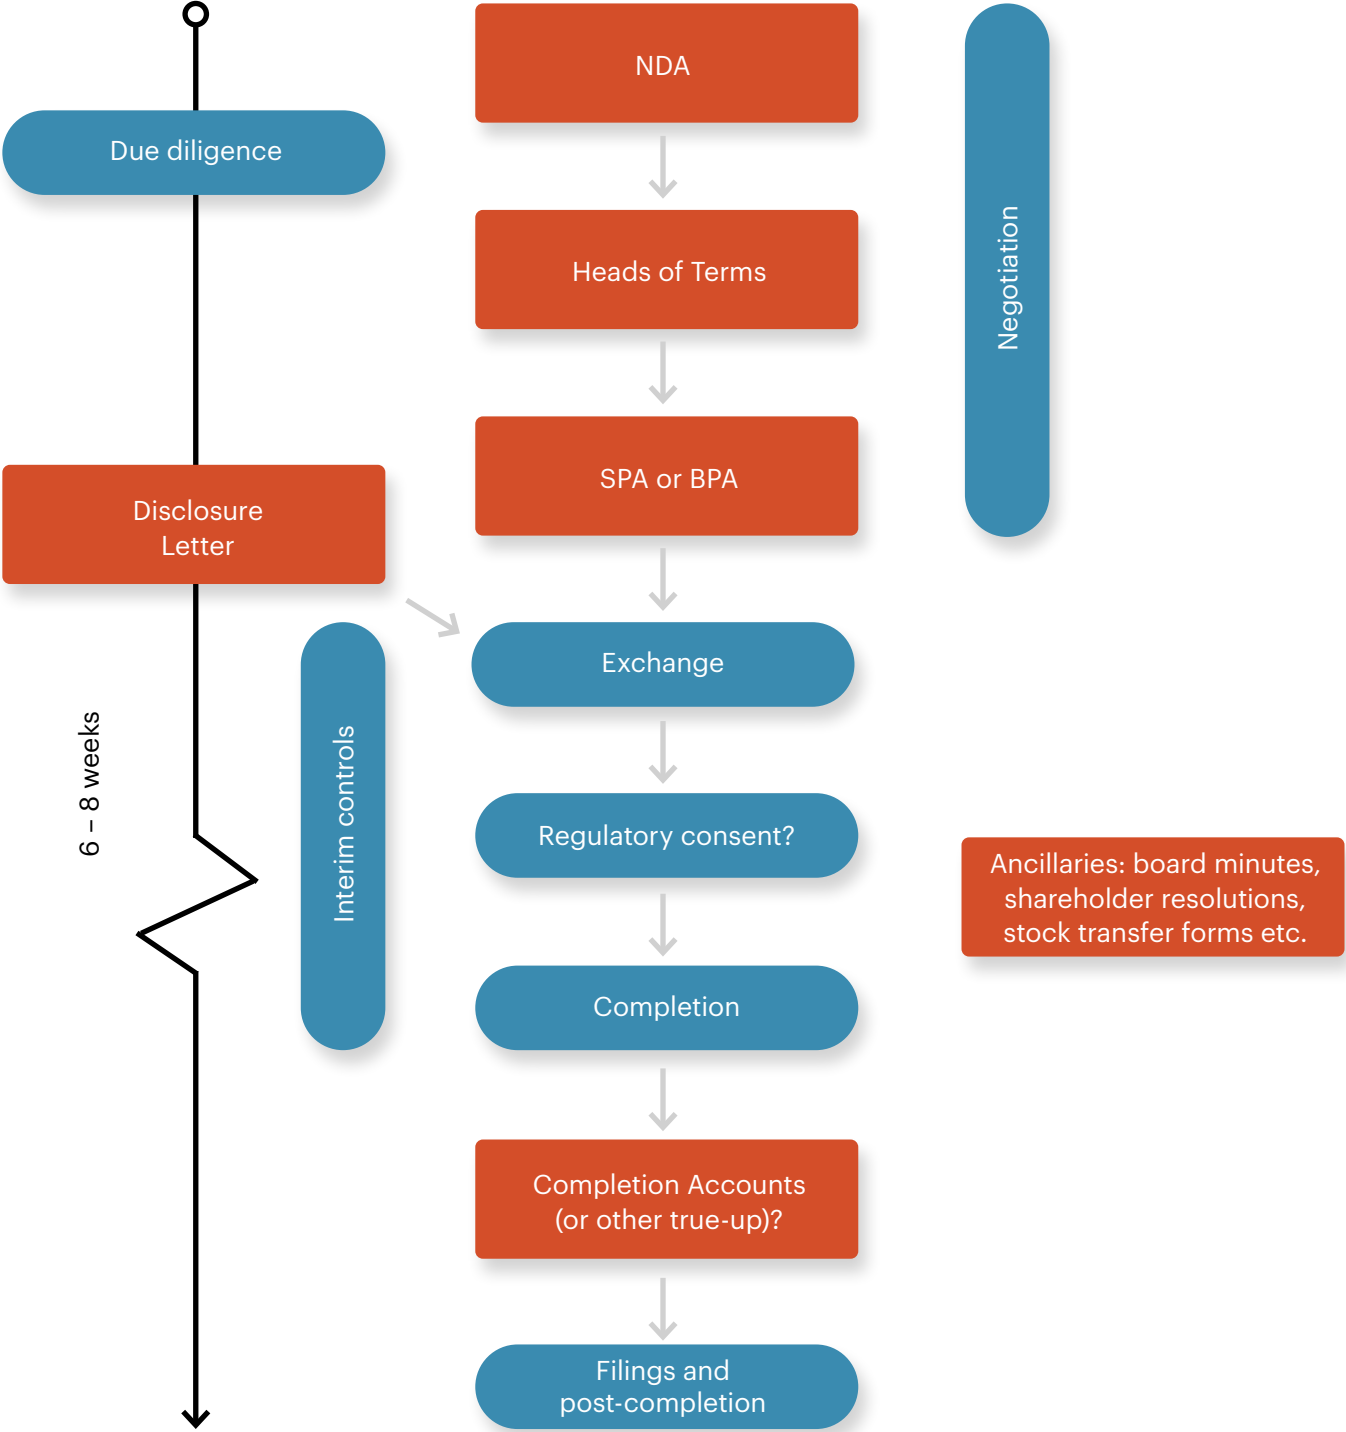 NDA
Due diligence
Heads of Terms
Negotiation
SPA or BPA
Disclosure
Letter
Exchange
6 – 8 weeks
Interim controls
Regulatory consent?
Ancillaries: board minutes,
shareholder resolutions,
stock transfer forms etc.
Completion
Completion Accounts
(or other true-up)?
Filings and
post-completion